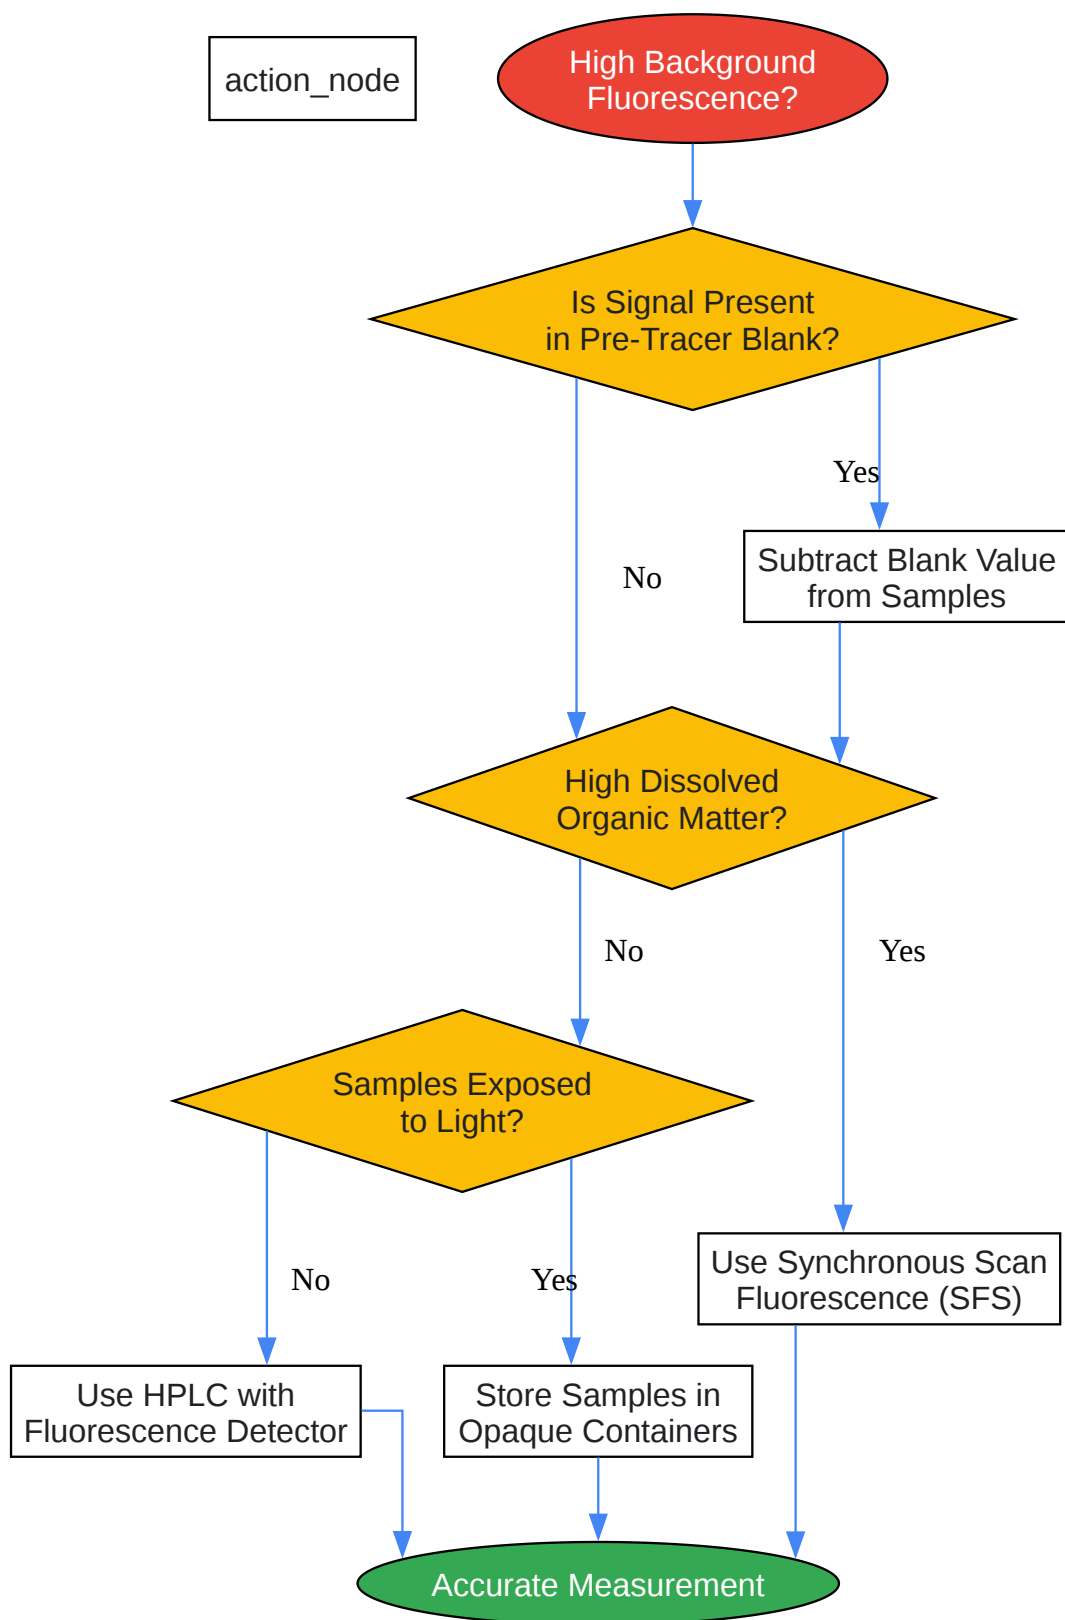 action_node
High Background
Fluorescence?
Is Signal Present
in Pre-Tracer Blank?
Yes
No
Subtract Blank Value
from Samples
High Dissolved
Organic Matter?
No
Yes
Samples Exposed
to Light?
No
Yes
Use Synchronous Scan
Fluorescence (SFS)
Use HPLC with
Fluorescence Detector
Store Samples in
Opaque Containers
Accurate Measurement